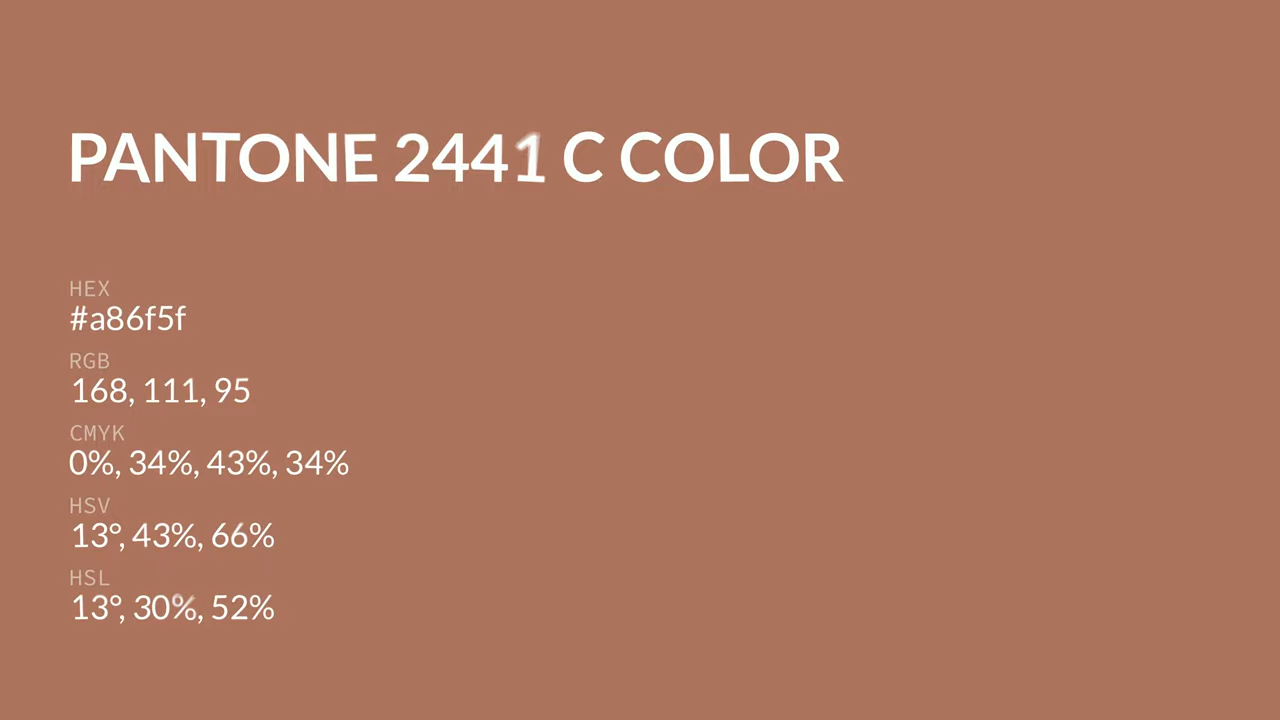 PANTONE 2441 C COLOR
HEX
#a86f5f
RGB
168, 111, 95
CMYK
0%, 34%, 43%, 34%
HSV
13°, 43%, 66%
HSL
13°, 30%, 52%